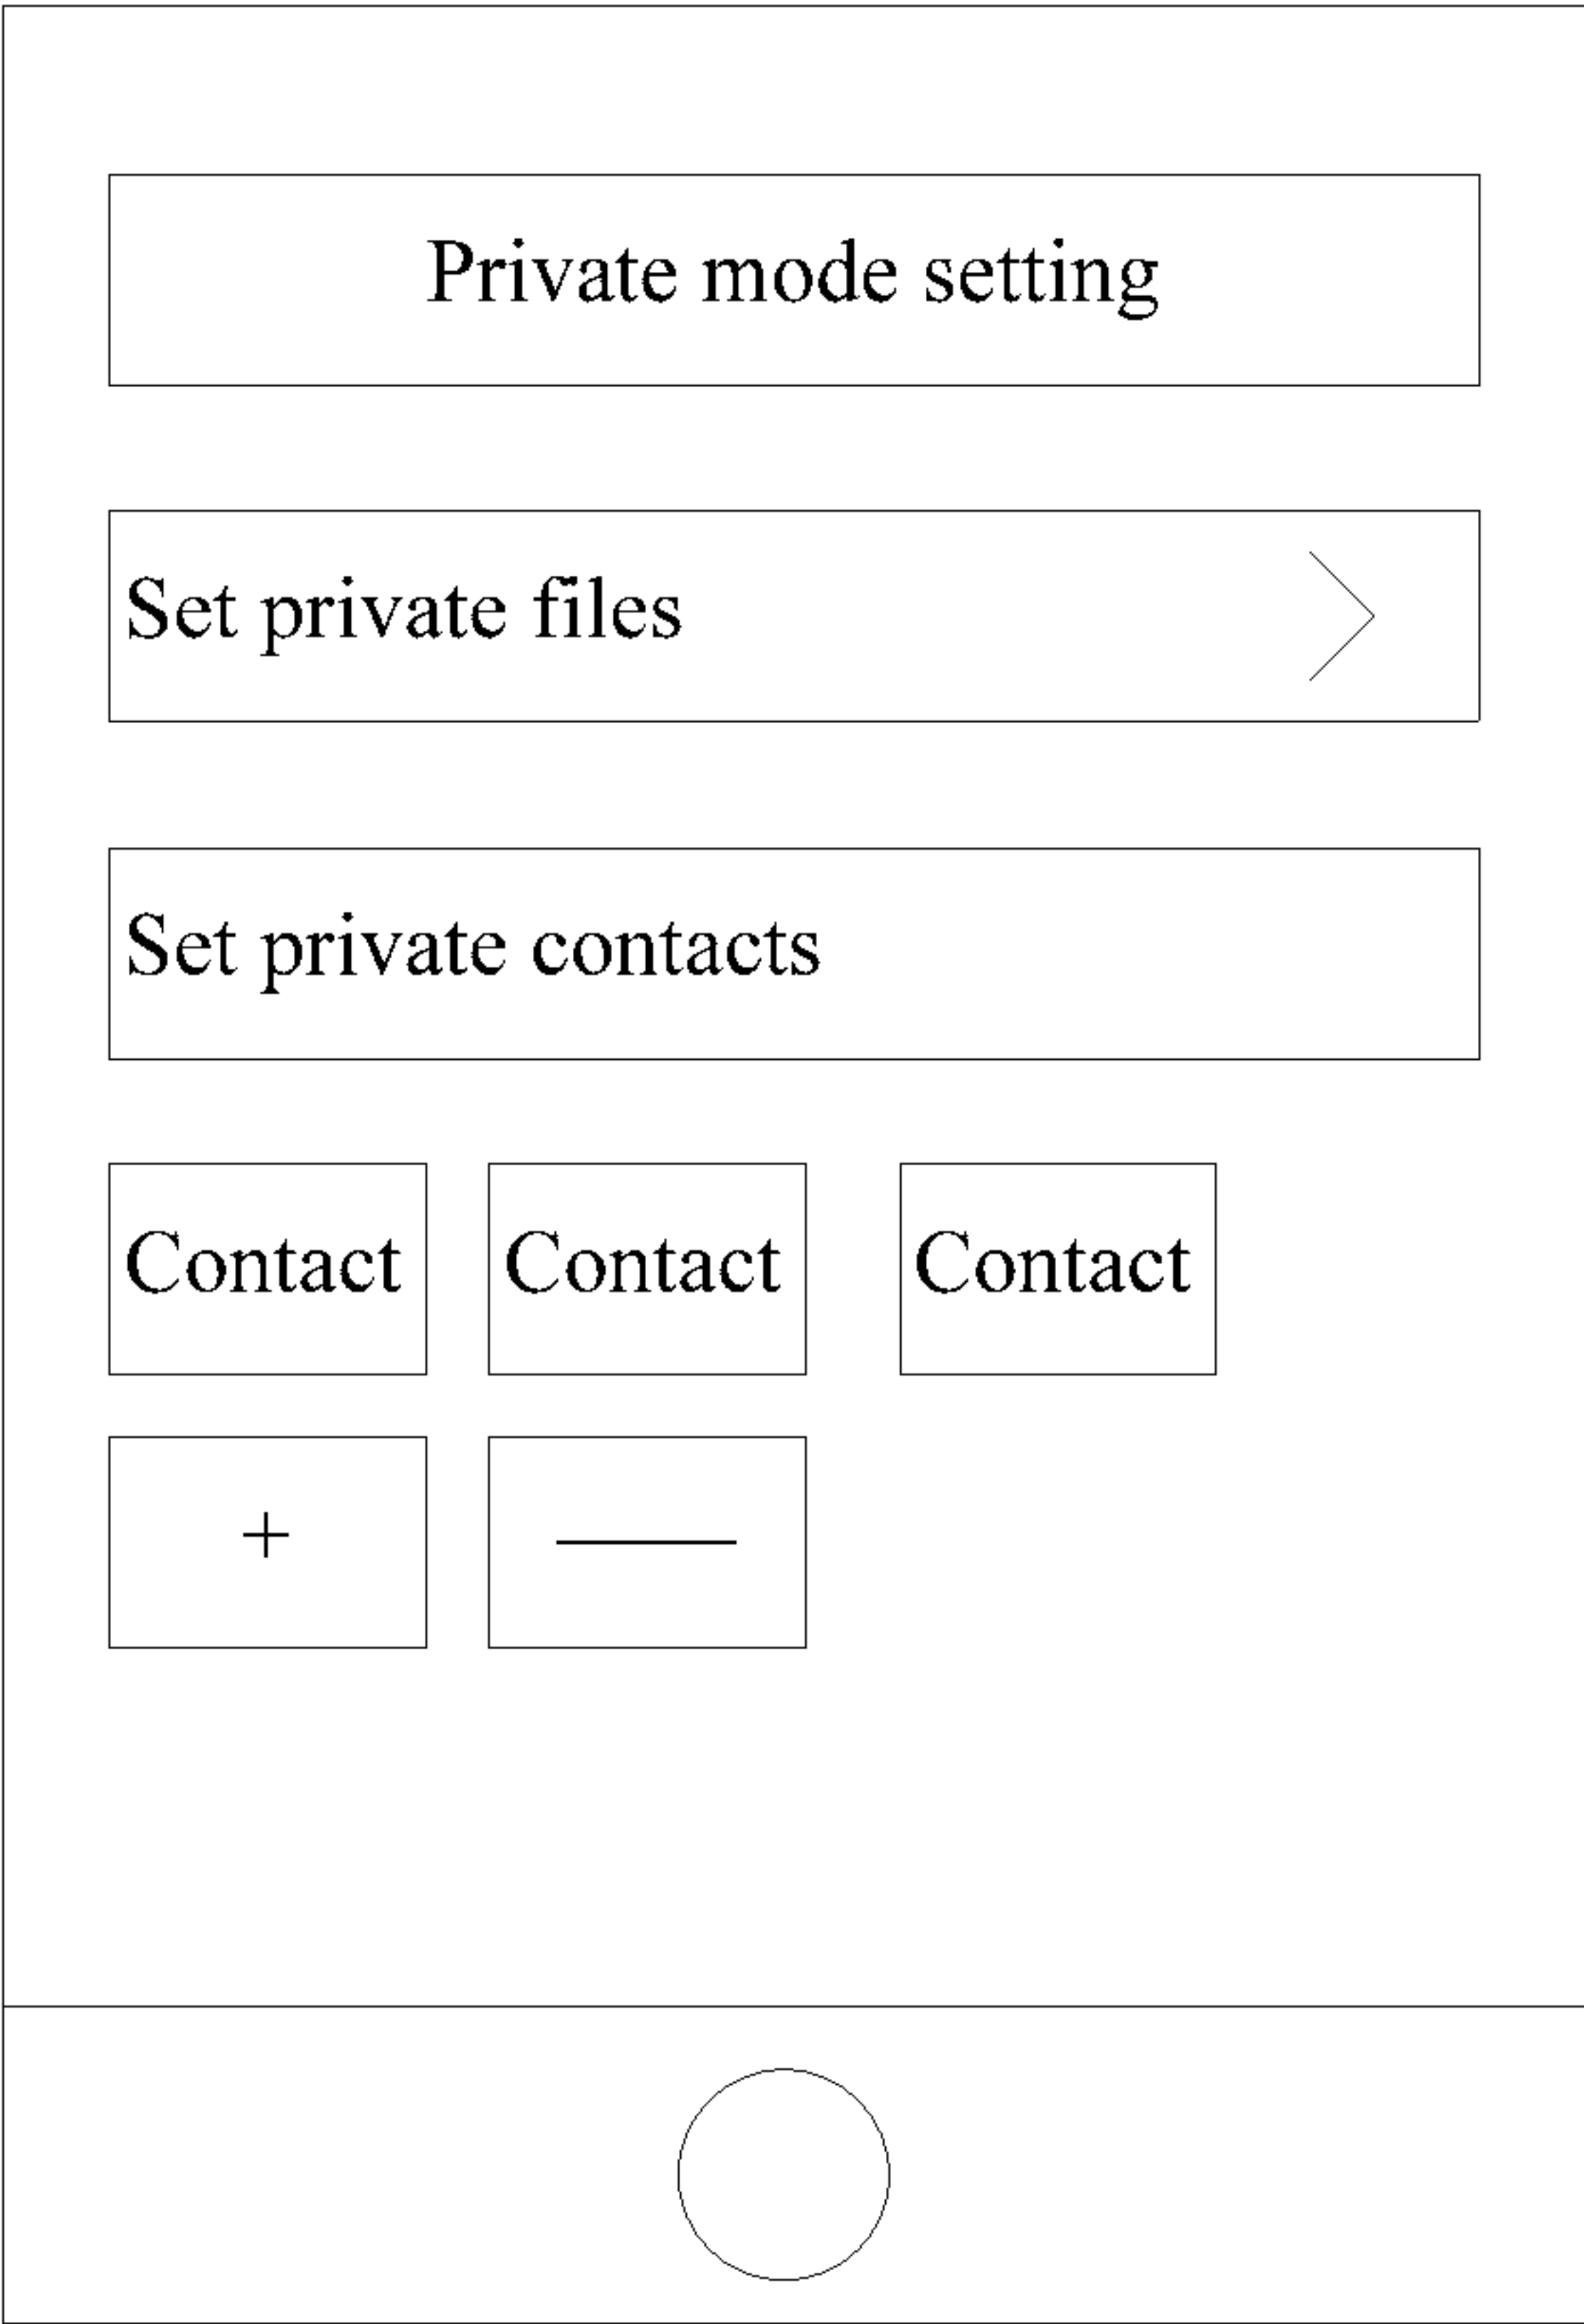 Private mode setting
Set private files
Set private contacts
Contact Contact Contact
+ —